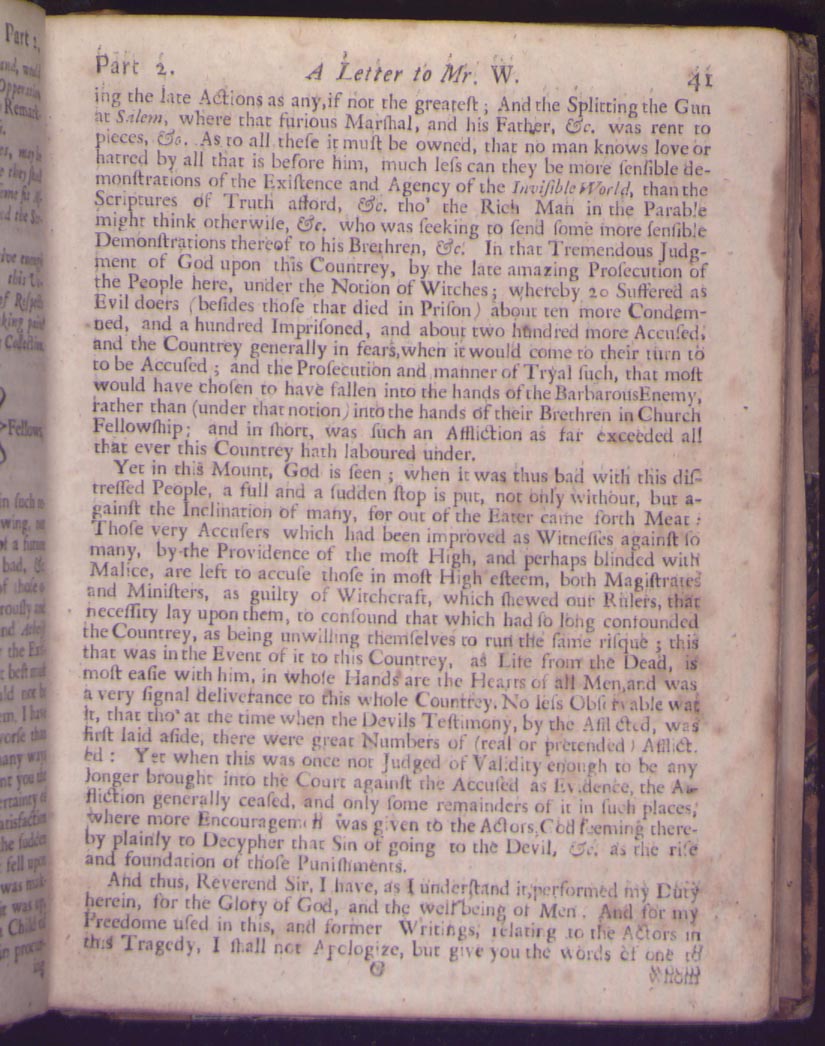 Part 2,
and, would
Remark
Fellows
Part 2. A Letter to Mr. W. 41
ing the late Actions as any, if not the greateſt; And the Splitting the Gun
at Salem, where that furious Marſhal, and his Father, &c. was rent to
pieces, &c. As to all theſe it muſt be owned, that no man knows love or
hatred by all that is before him, much leſs can they be more ſenſible de-
monſtrations of the Exiſtence and Agency of the Inviſible World, than the
Scriptures of Truth afford, &c. tho' the Rich Man in the Parable
might think otherwiſe, &c. who was ſeeking to ſend ſome more ſenſible
Demonſtrations thereof to his Brethren, &c. In that Tremendous Judg-
ment of God upon this Countrey, by the late amazing Proſecution of
the People here, under the Notion of Witches; whereby 20 Suffered as
Evil doers (beſides thoſe that died in Priſon) about ten more Condem-
ned, and a hundred Impriſoned, and about two hundred more Accuſed,
and the Countrey generally in fears, when it would come to their turn to
to be Accuſed; and the Proſecution and manner of Tryal ſuch, that moſt
would have choſen to have fallen into the hands of the Barbarous Enemy,
rather than (under that notion) into the hands of their Brethren in Church
Fellowſhip; and in ſhort, was ſuch an Affliction as far exceeded all
that ever this Countrey hath laboured under.
Yet in this Mount, God is ſeen; when it was thus bad with this diſ-
treſſed People, a full and a ſudden ſtop is put, not only without, but a-
gainſt the Inclination of many, for out of the Eater came forth Meat:
Thoſe very Accuſers which had been improved as Witneſſes againſt ſo
many, by the Providence of the moſt High, and perhaps blinded with
Malice, are left to accuſe thoſe in moſt High eſteem, both Magiſtrates
and Miniſters, as guilty of Witchcraft, which ſhewed our Rulers, that
neceſſity lay upon them, to confound that which had ſo long confounded
the Countrey, as being unwilling themſelves to run the ſame riſque; this
that was in the Event of it to this Countrey, as Life from the Dead, is
moſt eaſie with him, in whoſe Hands are the Hearts of all Men, and was
a very ſignal deliverance to this whole Countrey. No leſs Obſervable was
it, that tho' at the time when the Devils Teſtimony, by the Afflicted, was
firſt laid aſide, there were great Numbers of (real or pretended) Afflict-
ed: Yet when this was once not Judged of Validity enough to be any
longer brought into the Court againſt the Accuſed as Evidence, the Af-
fliction generally ceaſed, and only ſome remainders of it in ſuch places,
where more Encouragement was given to the Actors, God ſeeming there-
by plainly to Decypher that Sin of going to the Devil, &c. as the riſe
and foundation of thoſe Puniſhments.
And thus, Reverend Sir, I have, as I underſtand it, performed my Duty
herein, for the Glory of God, and the well being of Men. And for my
Freedome uſed in this, and former Writings, relating to the Actors in
this Tragedy, I ſhall not Apologize, but give you the words of one to
G whom